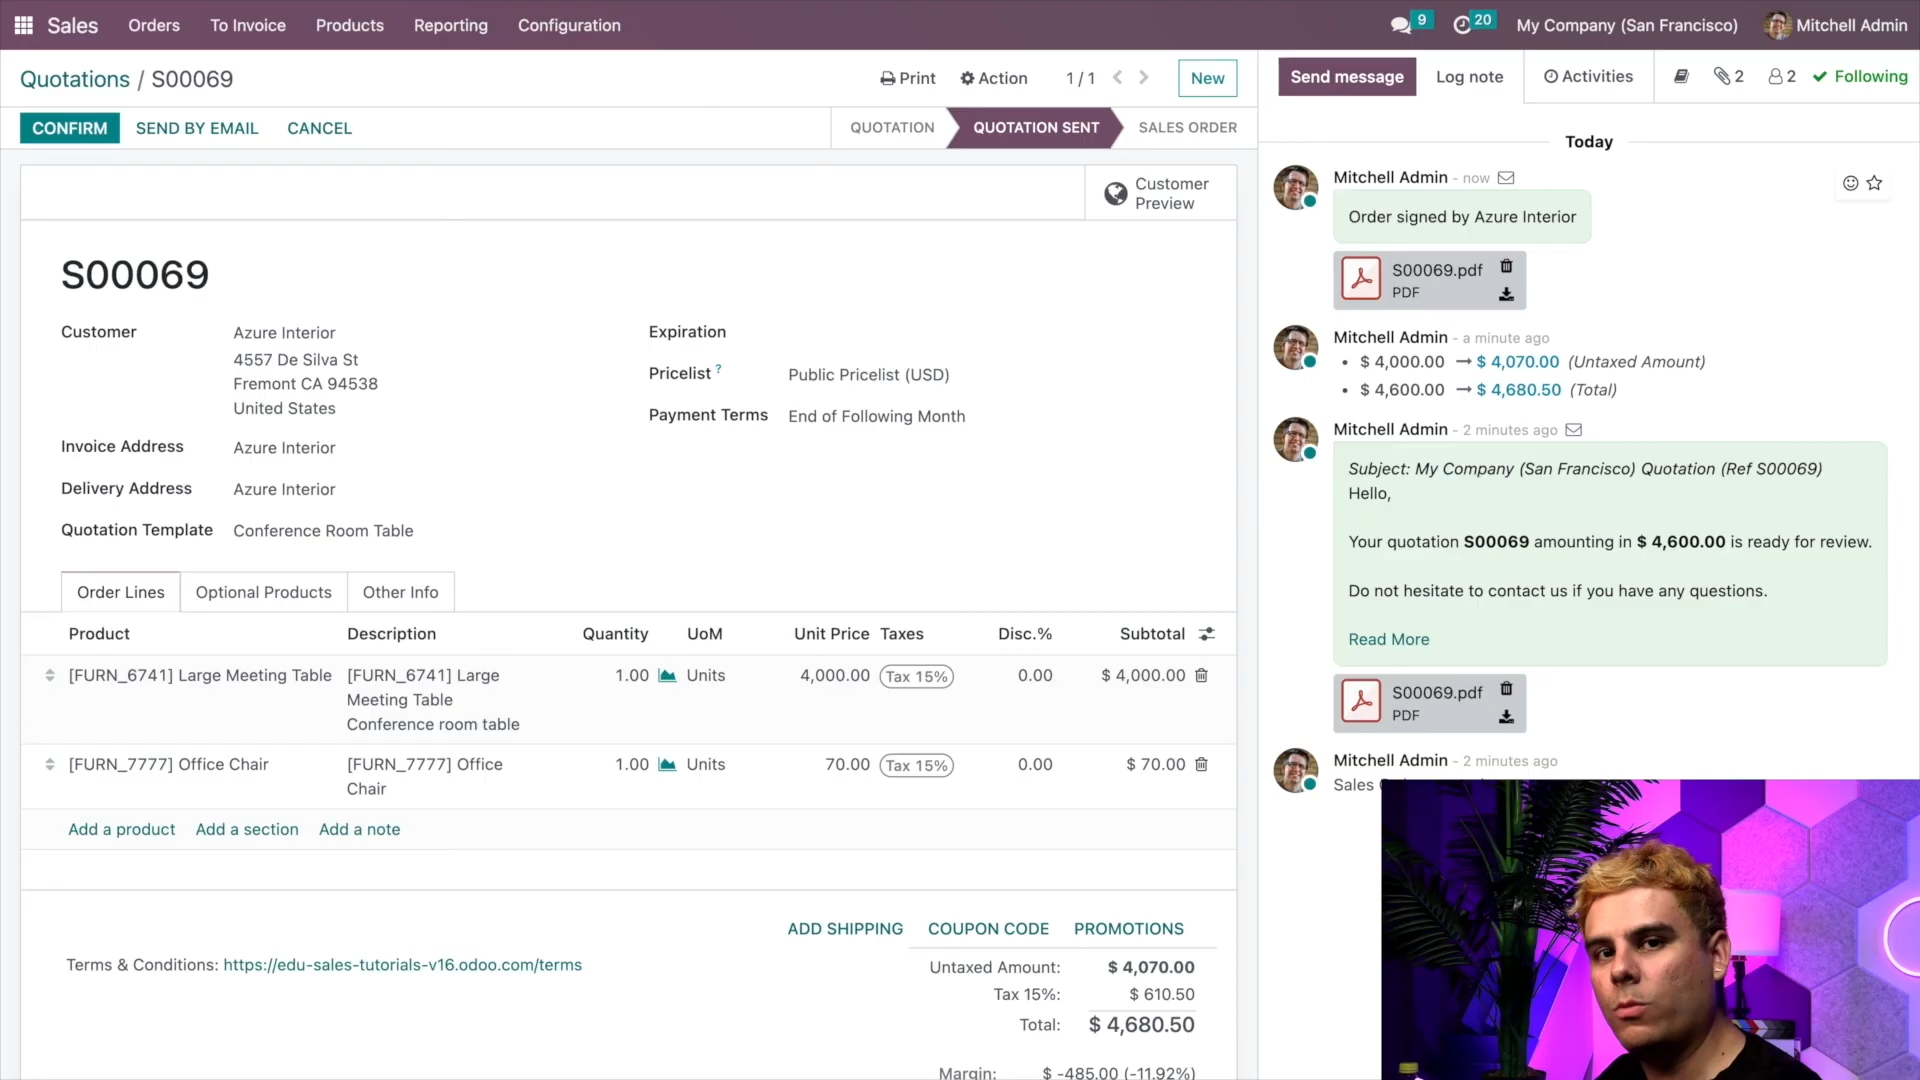 Sales Orders To Invoice Products Reporting Configuration 9 20 My Company (San Francisco) Mitchell Admin
Quotations / S00069 Print Action 1 / 1 New
CONFIRM SEND BY EMAIL CANCEL QUOTATION QUOTATION SENT SALES ORDER
Customer
Preview
S00069
Customer Azure Interior
4557 De Silva St
Fremont CA 94538
United States
Invoice Address Azure Interior
Delivery Address Azure Interior
Quotation Template Conference Room Table
Expiration
Pricelist ? Public Pricelist (USD)
Payment Terms End of Following Month
Order Lines Optional Products Other Info
Product Description Quantity UoM Unit Price Taxes Disc.% Subtotal
[FURN_6741] Large Meeting Table [FURN_6741] Large 1.00 Units 4,000.00 Tax 15% 0.00 $ 4,000.00
Meeting Table
Conference room table
[FURN_7777] Office Chair [FURN_7777] Office 1.00 Units 70.00 Tax 15% 0.00 $ 70.00
Chair
Add a product Add a section Add a note
ADD SHIPPING COUPON CODE PROMOTIONS
Terms & Conditions: https://edu-sales-tutorials-v16.odoo.com/terms
Untaxed Amount: $ 4,070.00
Tax 15%: $ 610.50
Total: $ 4,680.50
Margin: $ -485.00 (-11.92%)
Send message Log note Activities 2 2 Following
Today
Mitchell Admin - now
Order signed by Azure Interior
S00069.pdf
PDF
Mitchell Admin - a minute ago
• $ 4,000.00 → $ 4,070.00 (Untaxed Amount)
• $ 4,600.00 → $ 4,680.50 (Total)
Mitchell Admin - 2 minutes ago
Subject: My Company (San Francisco) Quotation (Ref S00069)
Hello,
Your quotation S00069 amounting in $ 4,600.00 is ready for review.
Do not hesitate to contact us if you have any questions.
Read More
S00069.pdf
PDF
Mitchell Admin - 2 minutes ago
Sales